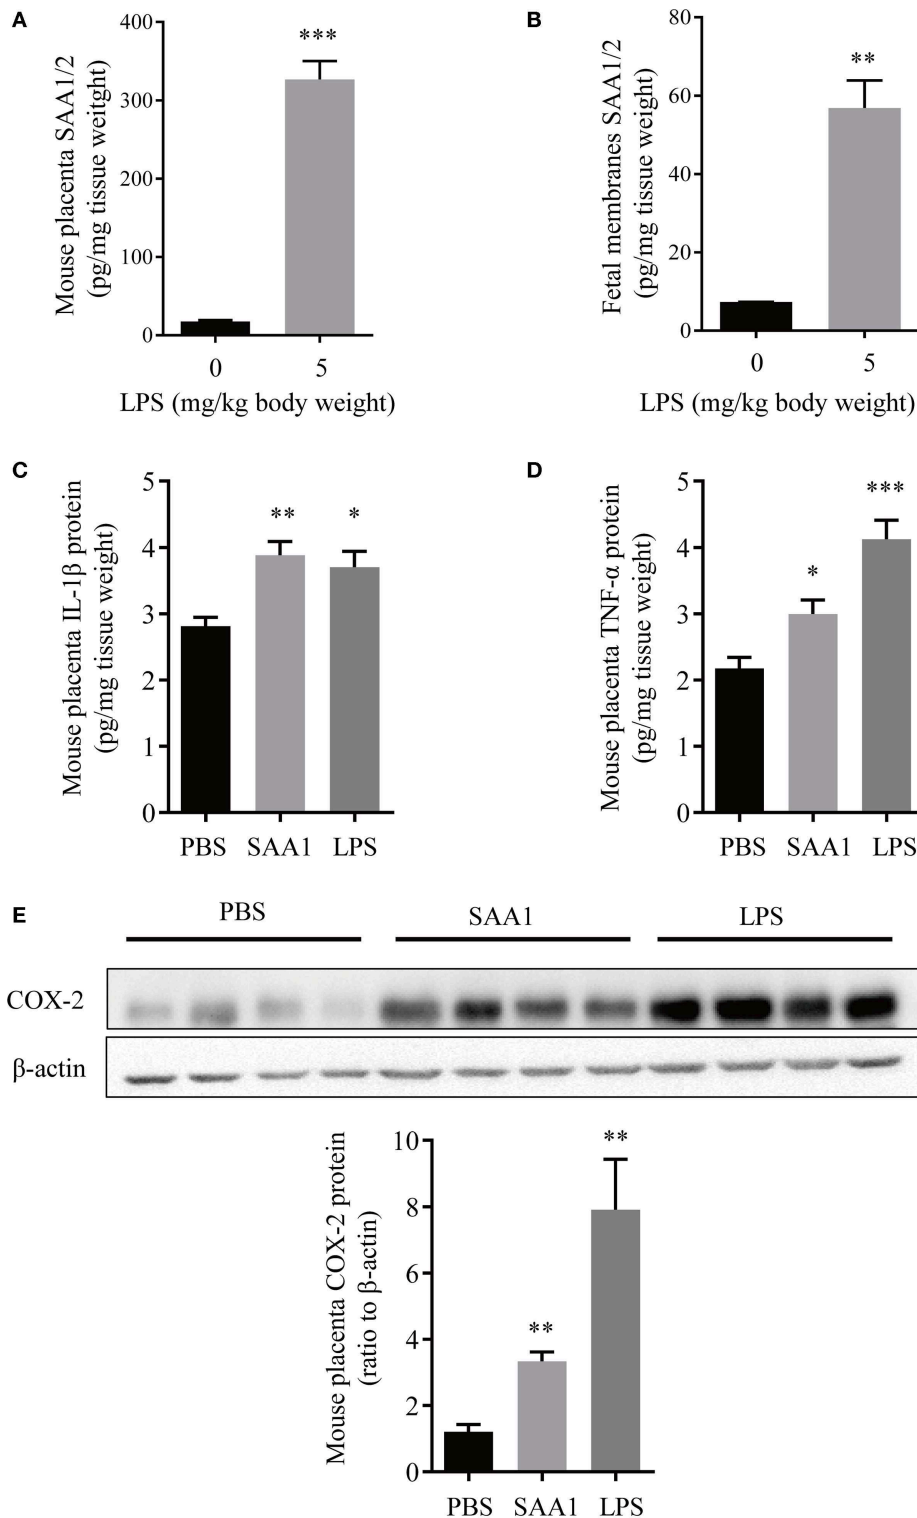 A
Mouse placenta SAA1/2
(pg/mg tissue weitght)
400
300
200
100
0
***
0 5
LPS (mg/kg body weight)
B
Fetal membranes SAA1/2
(pg/mg tissue weight)
80
60
40
20
0
**
0 5
LPS (mg/kg body weight)
C
Mouse placenta IL-1β protein
(pg/mg tissue weight)
5
4
3
2
1
0
** *
PBS SAA1 LPS
D
Mouse placenta TNF-α protein
(pg/mg tissue weight)
5
4
3
2
1
0
* ***
PBS SAA1 LPS
E
PBS SAA1 LPS
COX-2
β-actin
Mouse placenta COX-2 protein
(ratio to β-actin)
10
8
6
4
2
0
** **
PBS SAA1 LPS